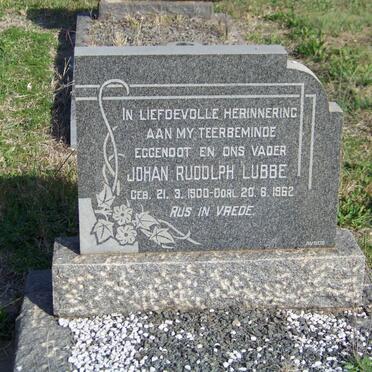 IN LIEFDEVOLLE HERINNERING
AAN MY TEERBEMINDE
EGGENOOT EN ONS VADER
JOHAN RUDOLPH LUBBE
GEB. 21. 3. 1900-OORL. 20. 6. 1962
RUS IN VREDE.